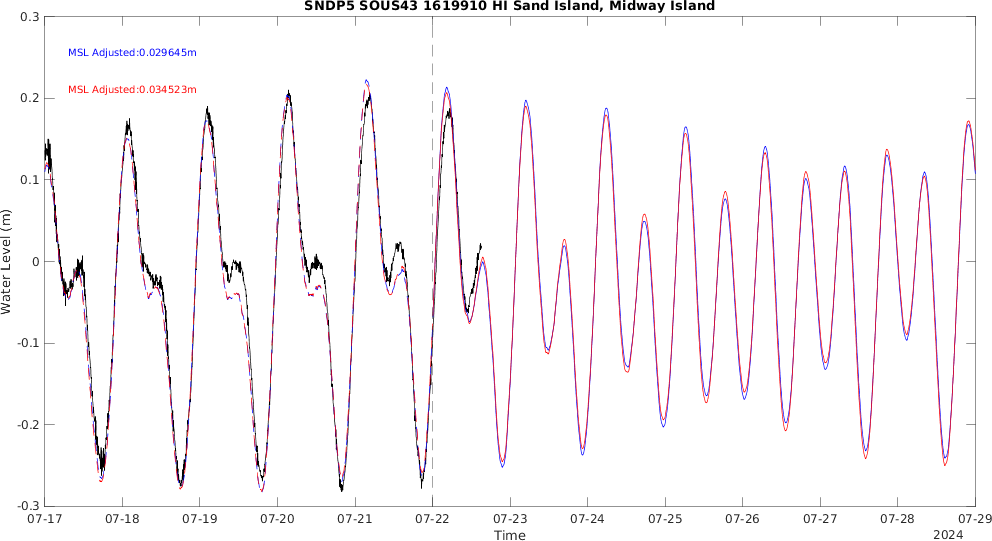 SNDP5 SOUS43 1619910 HI Sand Island, Midway Island
0.3
MSL Adjusted:0.029645m
MSL Adjusted:0.034523m
0.2
0.1
0
-0.1
-0.2
-0.3
Water Level (m)
07-17 07-18 07-19 07-20 07-21 07-22 07-23 07-24 07-25 07-26 07-27 07-28 07-29
Time
2024